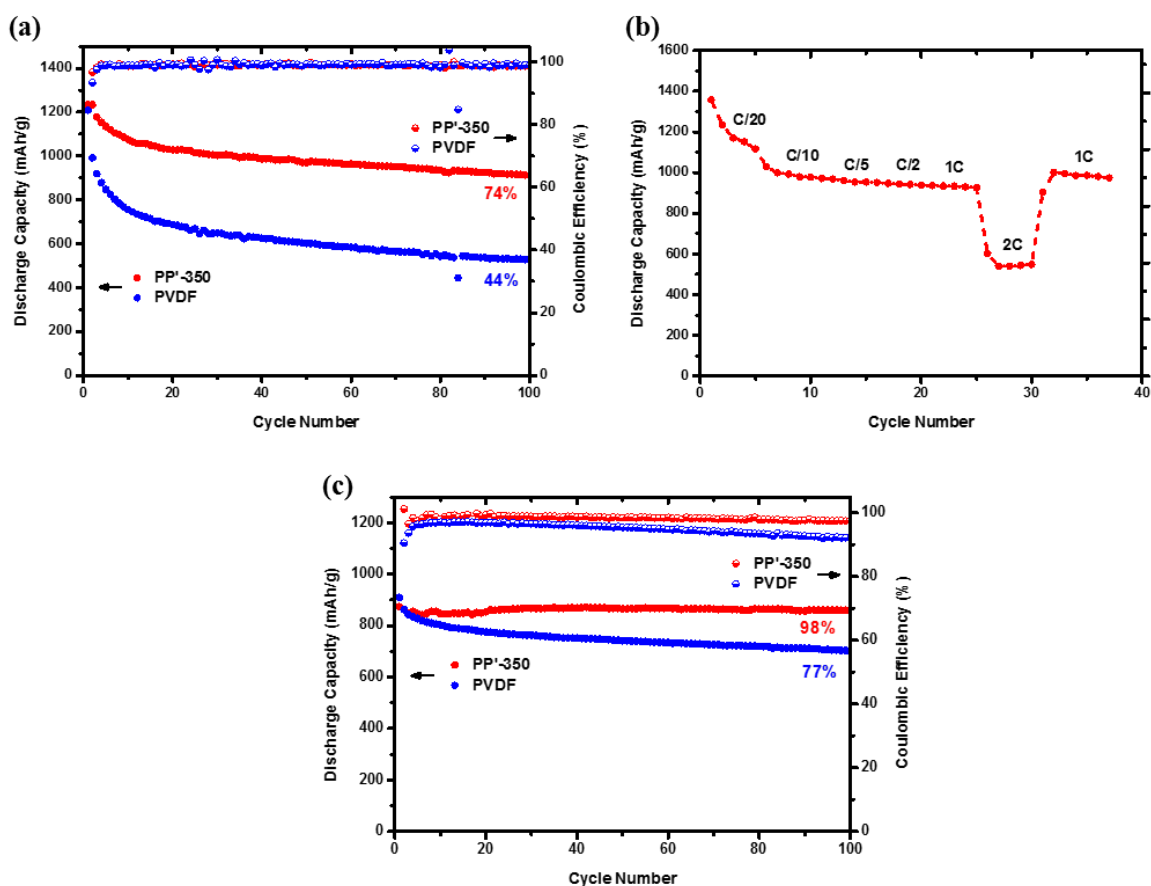 (a)
1400
1200
1000
800
600
400
200
0
Discharge Capacity (mAh/g)
0
20
40
60
80
100
Cycle Number
100
80
60
40
20
0
Coulombic Efficiency (%)
PP'-350
PVDF
74%
44%
PP'-350
PVDF
(b)
1600
1400
1200
1000
800
600
400
200
0
Discharge Capacity (mAh/g)
C/20
C/10
C/5
C/2
1C
2C
1C
0
10
20
30
40
Cycle Number
(c)
1200
1000
800
600
400
200
0
Discharge Capacity (mAh/g)
0
20
40
60
80
100
Cycle Number
100
80
60
40
20
0
Coulombic Efficiency (%)
PP'-350
PVDF
98%
77%
PP'-350
PVDF